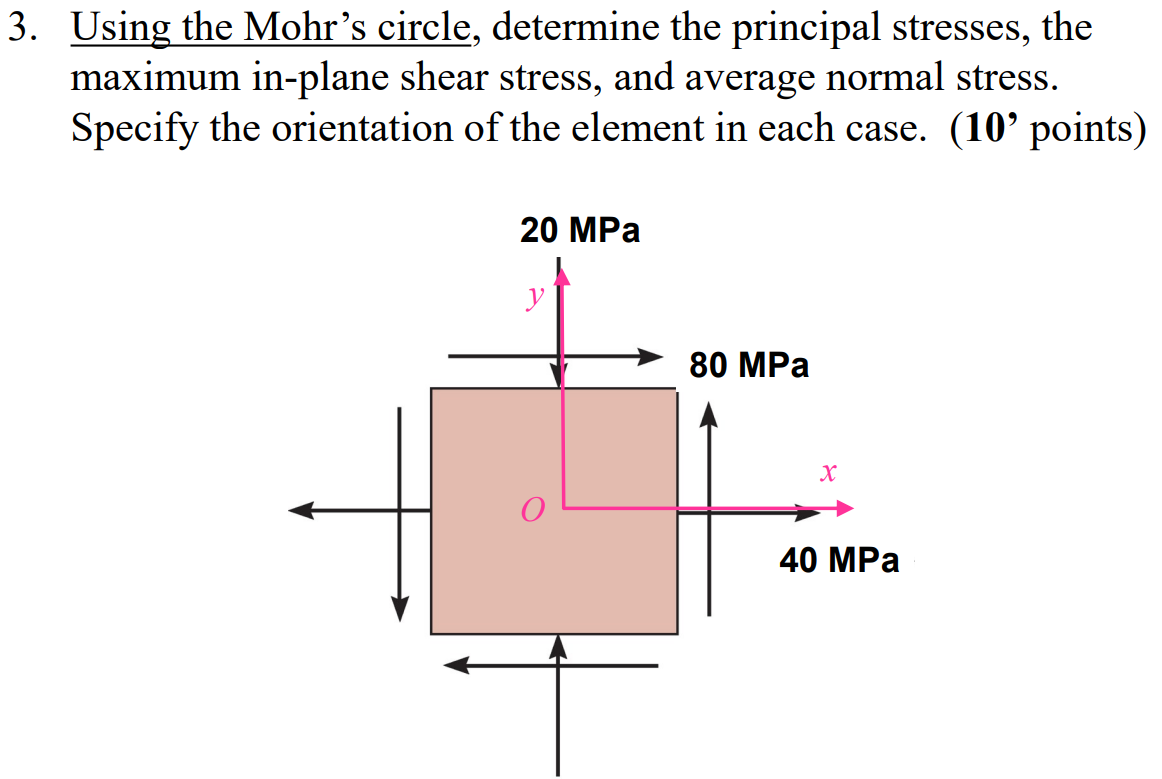 3. Using the Mohr’s circle, determine the principal stresses, the
maximum in-plane shear stress, and average normal stress.
Specify the orientation of the element in each case. (10’ points)
20 MPa
y
80 MPa
x
O
40 MPa